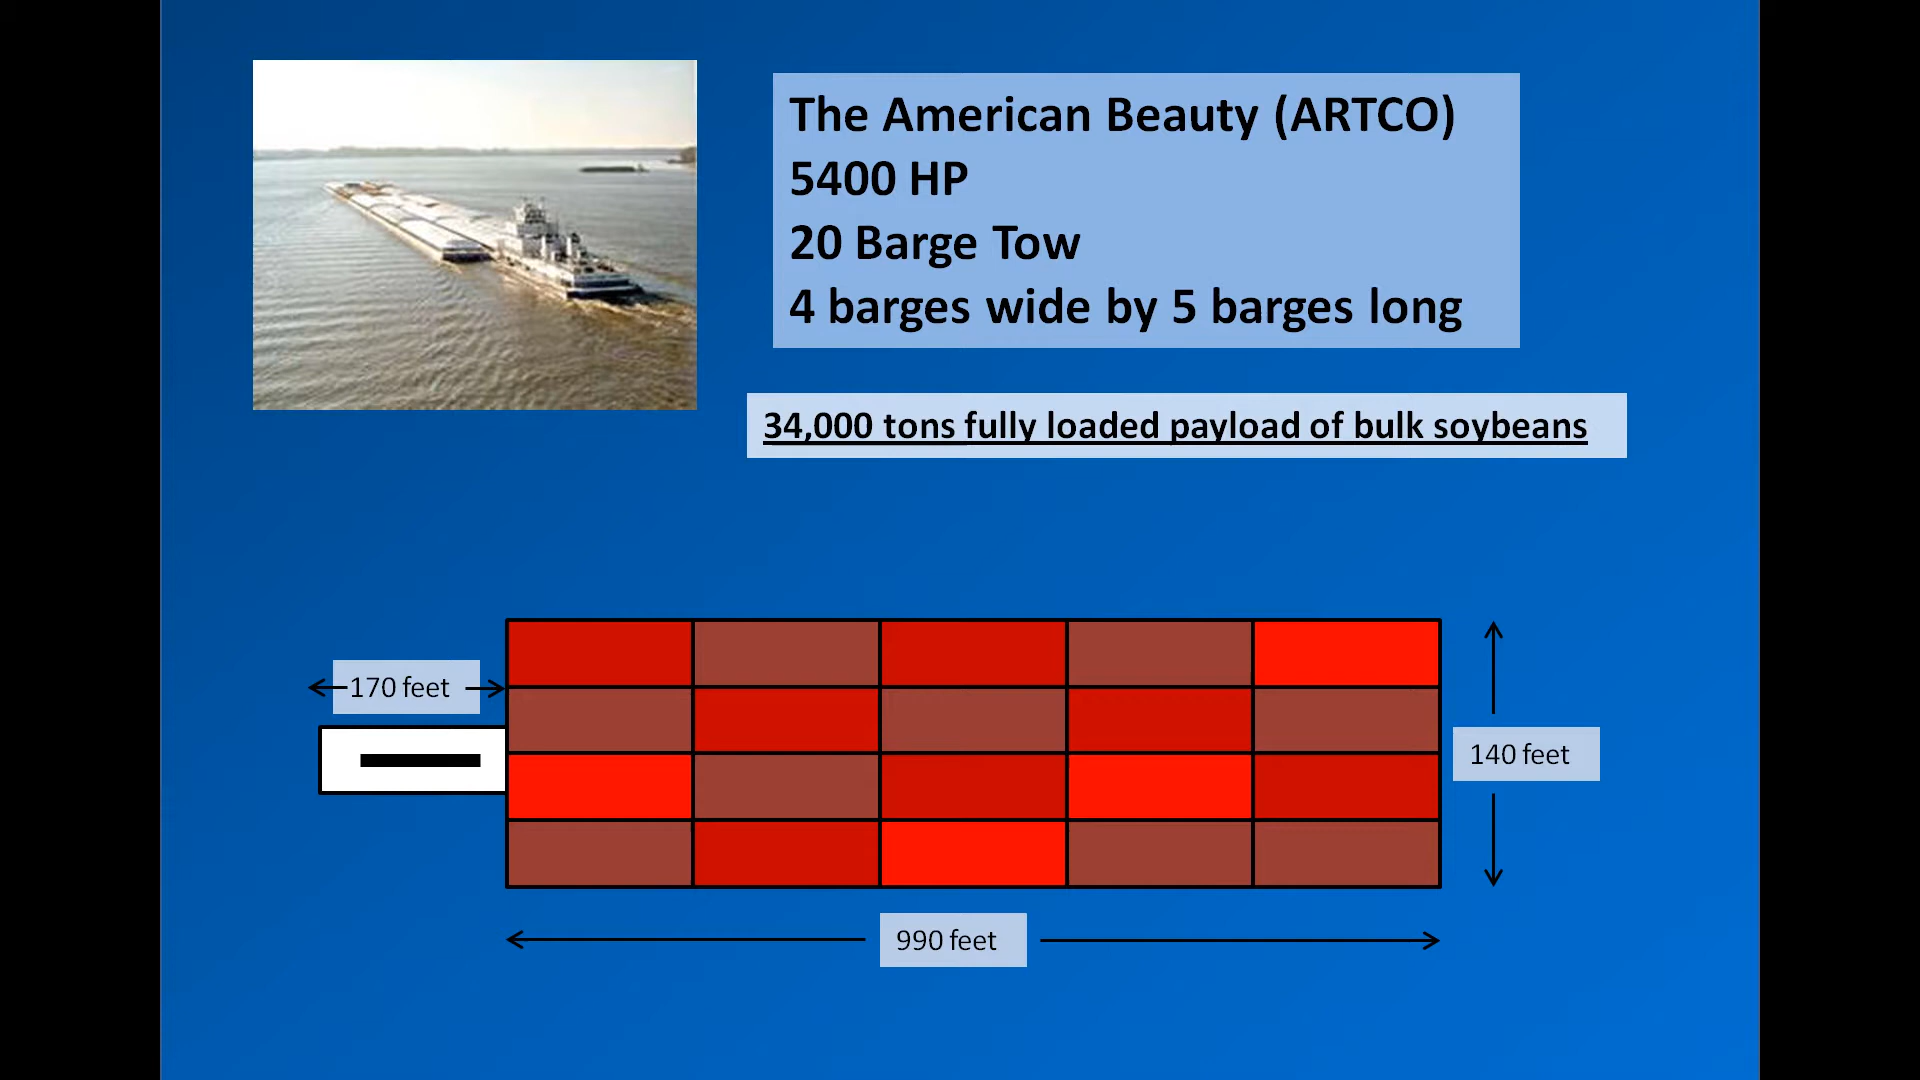 The American Beauty (ARTCO)
5400 HP
20 Barge Tow
4 barges wide by 5 barges long
34,000 tons fully loaded payload of bulk soybeans
170 feet
140 feet
990 feet